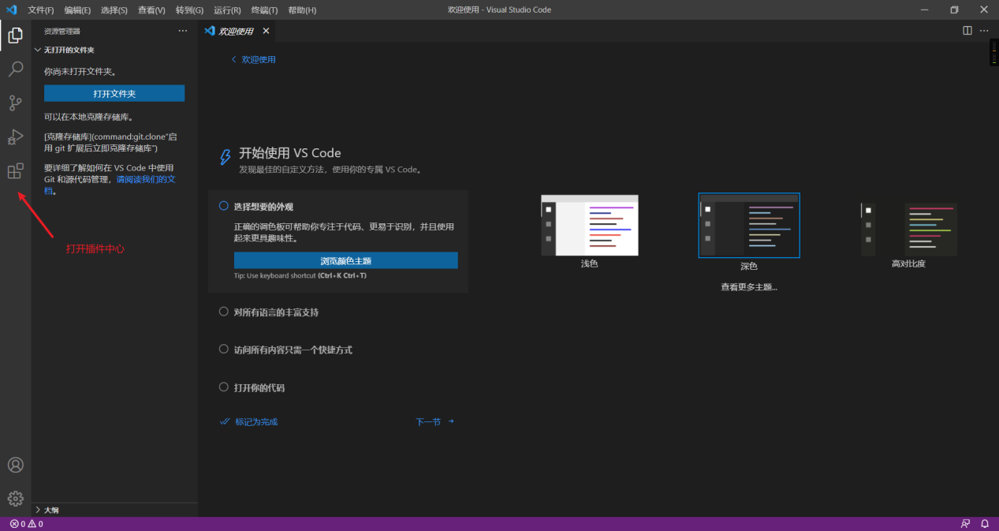 文件(F) 编辑(E) 选择(S) 查看(V) 转到(G) 运行(R) 终端(T) 帮助(H)
欢迎使用 - Visual Studio Code
资源管理器
欢迎使用
无打开的文件夹
你尚未打开文件夹。
打开文件夹
可以在本地克隆存储库。
[克隆存储库](command:git.clone"启
用 git 扩展后立即克隆存储库")
要详细了解如何在 VS Code 中使用
Git 和源代码管理，请阅读我们的文
档。
打开插件中心
大纲
欢迎使用
开始使用 VS Code
发现最佳的自定义方法，使用你的专属 VS Code。
选择想要的外观
正确的调色板可帮助你专注于代码、更易于识别，并且使用
起来更具趣味性。
浏览颜色主题
Tip: Use keyboard shortcut (Ctrl+K Ctrl+T)
对所有语言的丰富支持
访问所有内容只需一个快捷方式
打开你的代码
标记为完成
下一节
浅色
深色
高对比度
查看更多主题...
0 0